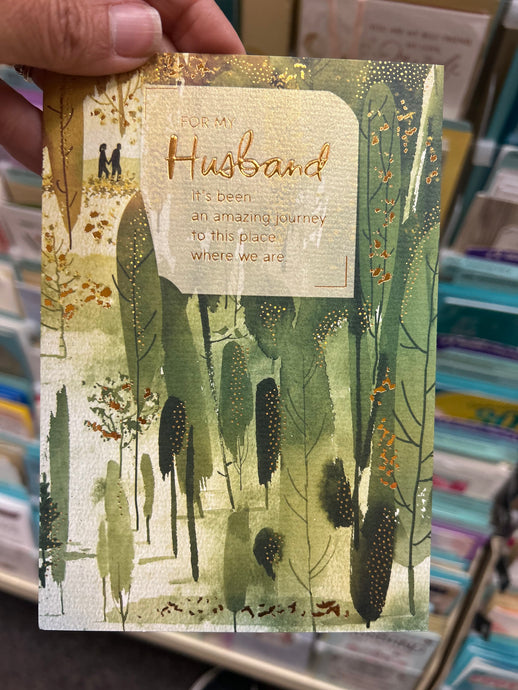 FOR MY
Husband
It's been
an amazing journey
to this place
where we are